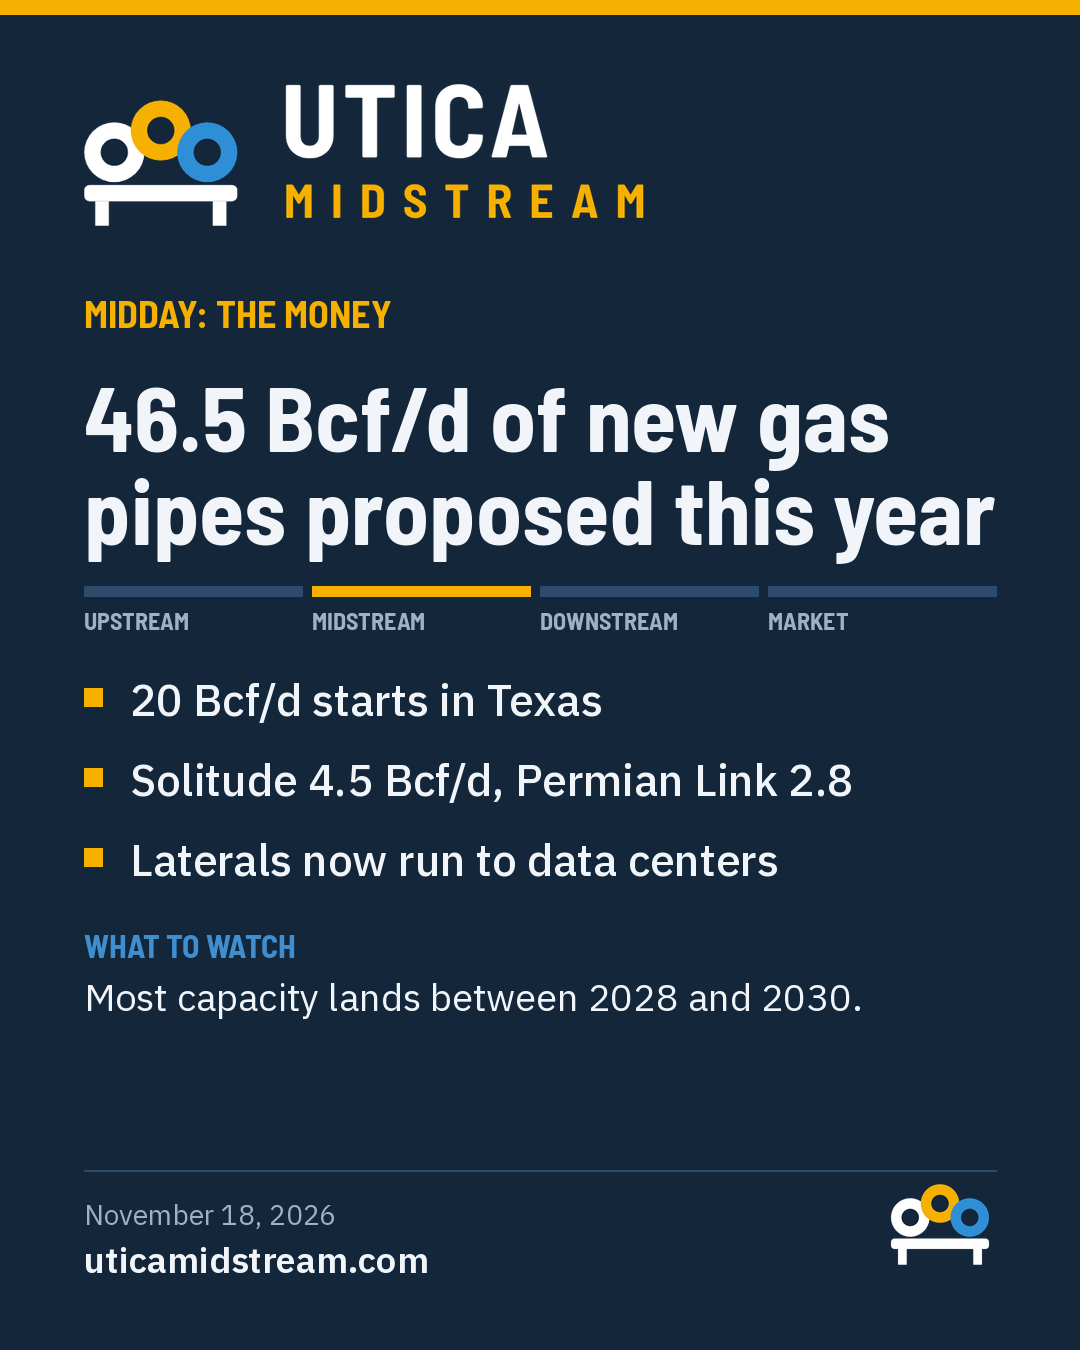 UTICA
MIDSTREAM
MIDDAY: THE MONEY
46.5 Bcf/d of new gas
pipes proposed this year
UPSTREAM MIDSTREAM DOWNSTREAM MARKET
20 Bcf/d starts in Texas
Solitude 4.5 Bcf/d, Permian Link 2.8
Laterals now run to data centers
WHAT TO WATCH
Most capacity lands between 2028 and 2030.
November 18, 2026
uticamidstream.com